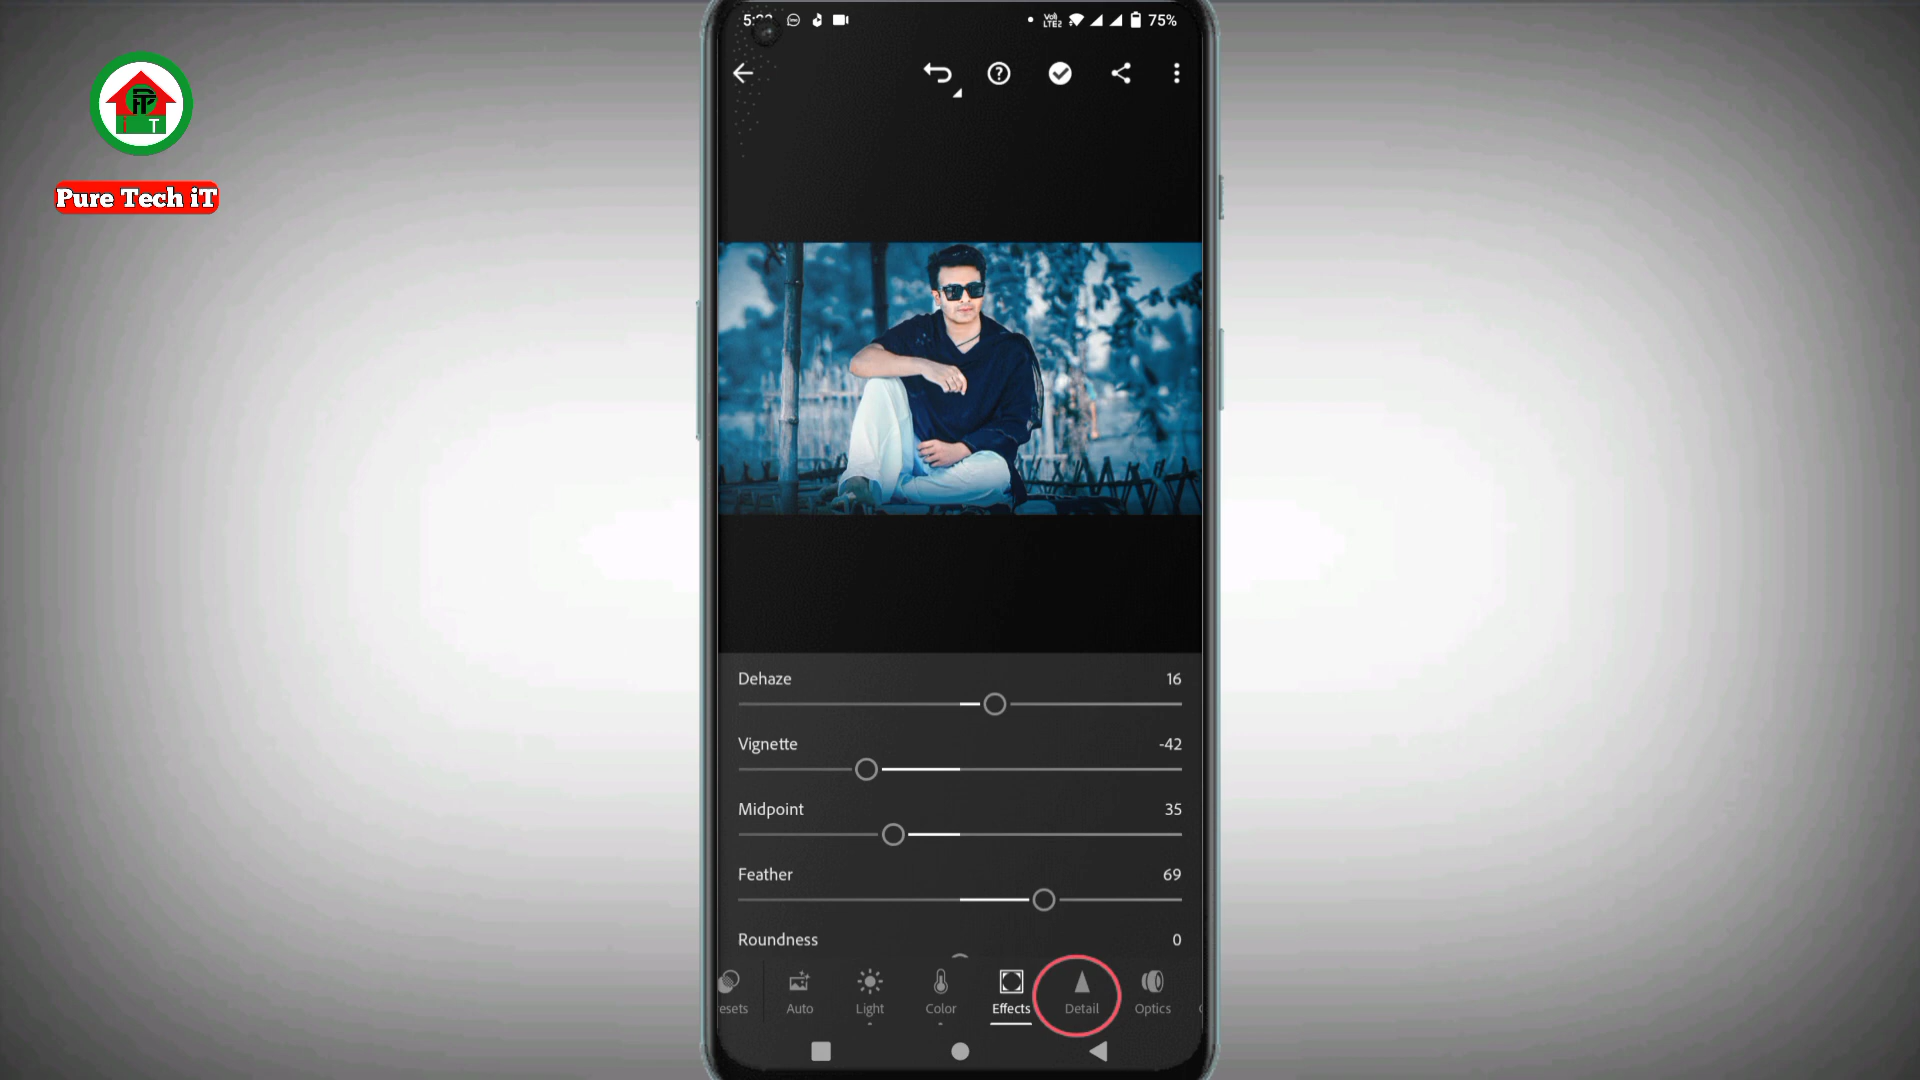 75%
Pure Tech iT
Dehaze 16
Vignette -42
Midpoint 35
Feather 69
Roundness 0
esets Auto Light Color Effects Detail Optics